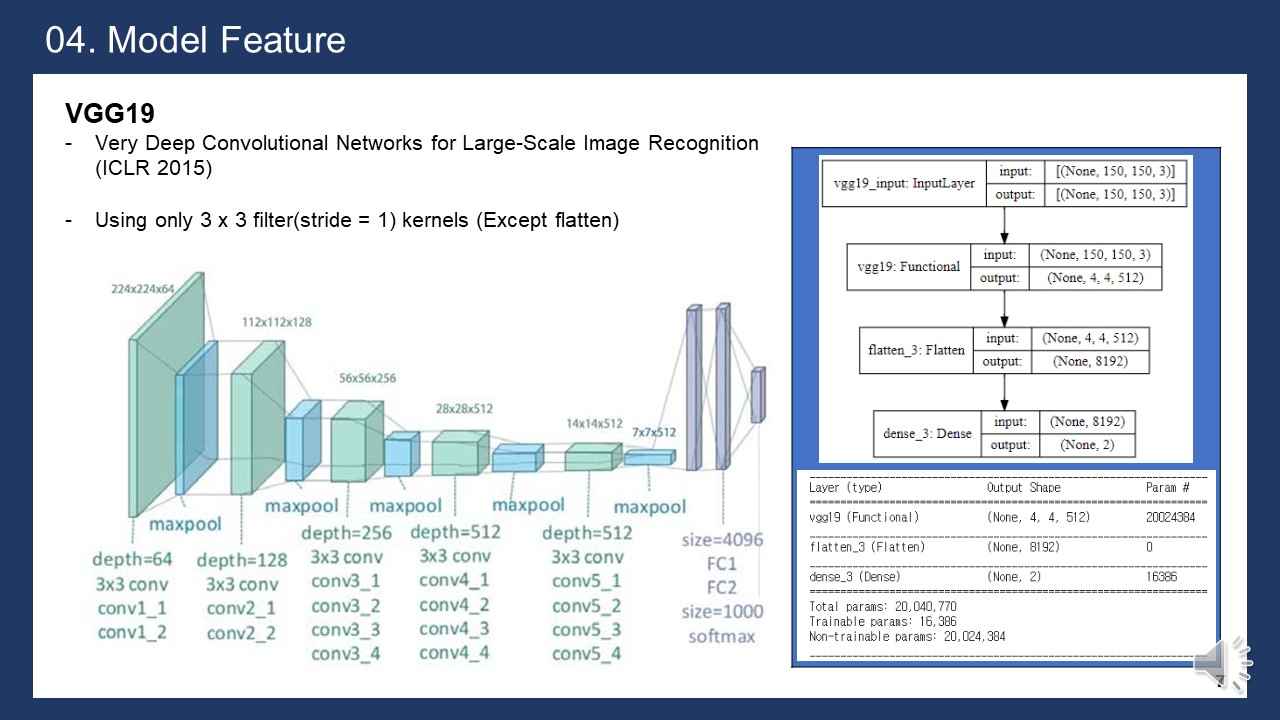 04. Model Feature
VGG19
- Very Deep Convolutional Networks for Large-Scale Image Recognition
(ICLR 2015)
- Using only 3 x 3 filter(stride = 1) kernels (Except flatten)
224x224x64
112x112x128
56x56x256
28x28x512
14x14x512
7x7x512
maxpool
maxpool
maxpool
maxpool
maxpool
depth=64
3x3 conv
conv1_1
conv1_2
depth=128
3x3 conv
conv2_1
conv2_2
depth=256
3x3 conv
conv3_1
conv3_2
conv3_3
conv3_4
depth=512
3x3 conv
conv4_1
conv4_2
conv4_3
conv4_4
depth=512
3x3 conv
conv5_1
conv5_2
conv5_3
conv5_4
size=4096
FC1
FC2
size=1000
softmax
vgg19_input: InputLayer
input: [(None, 150, 150, 3)]
output: [(None, 150, 150, 3)]
vgg19: Functional
input: (None, 150, 150, 3)
output: (None, 4, 4, 512)
flatten_3: Flatten
input: (None, 4, 4, 512)
output: (None, 8192)
dense_3: Dense
input: (None, 8192)
output: (None, 2)
Layer (type) Output Shape Param #
vgg19 (Functional) (None, 4, 4, 512) 20024384
flatten_3 (Flatten) (None, 8192) 0
dense_3 (Dense) (None, 2) 16386
Total params: 20,040,770
Trainable params: 16,386
Non-trainable params: 20,024,384